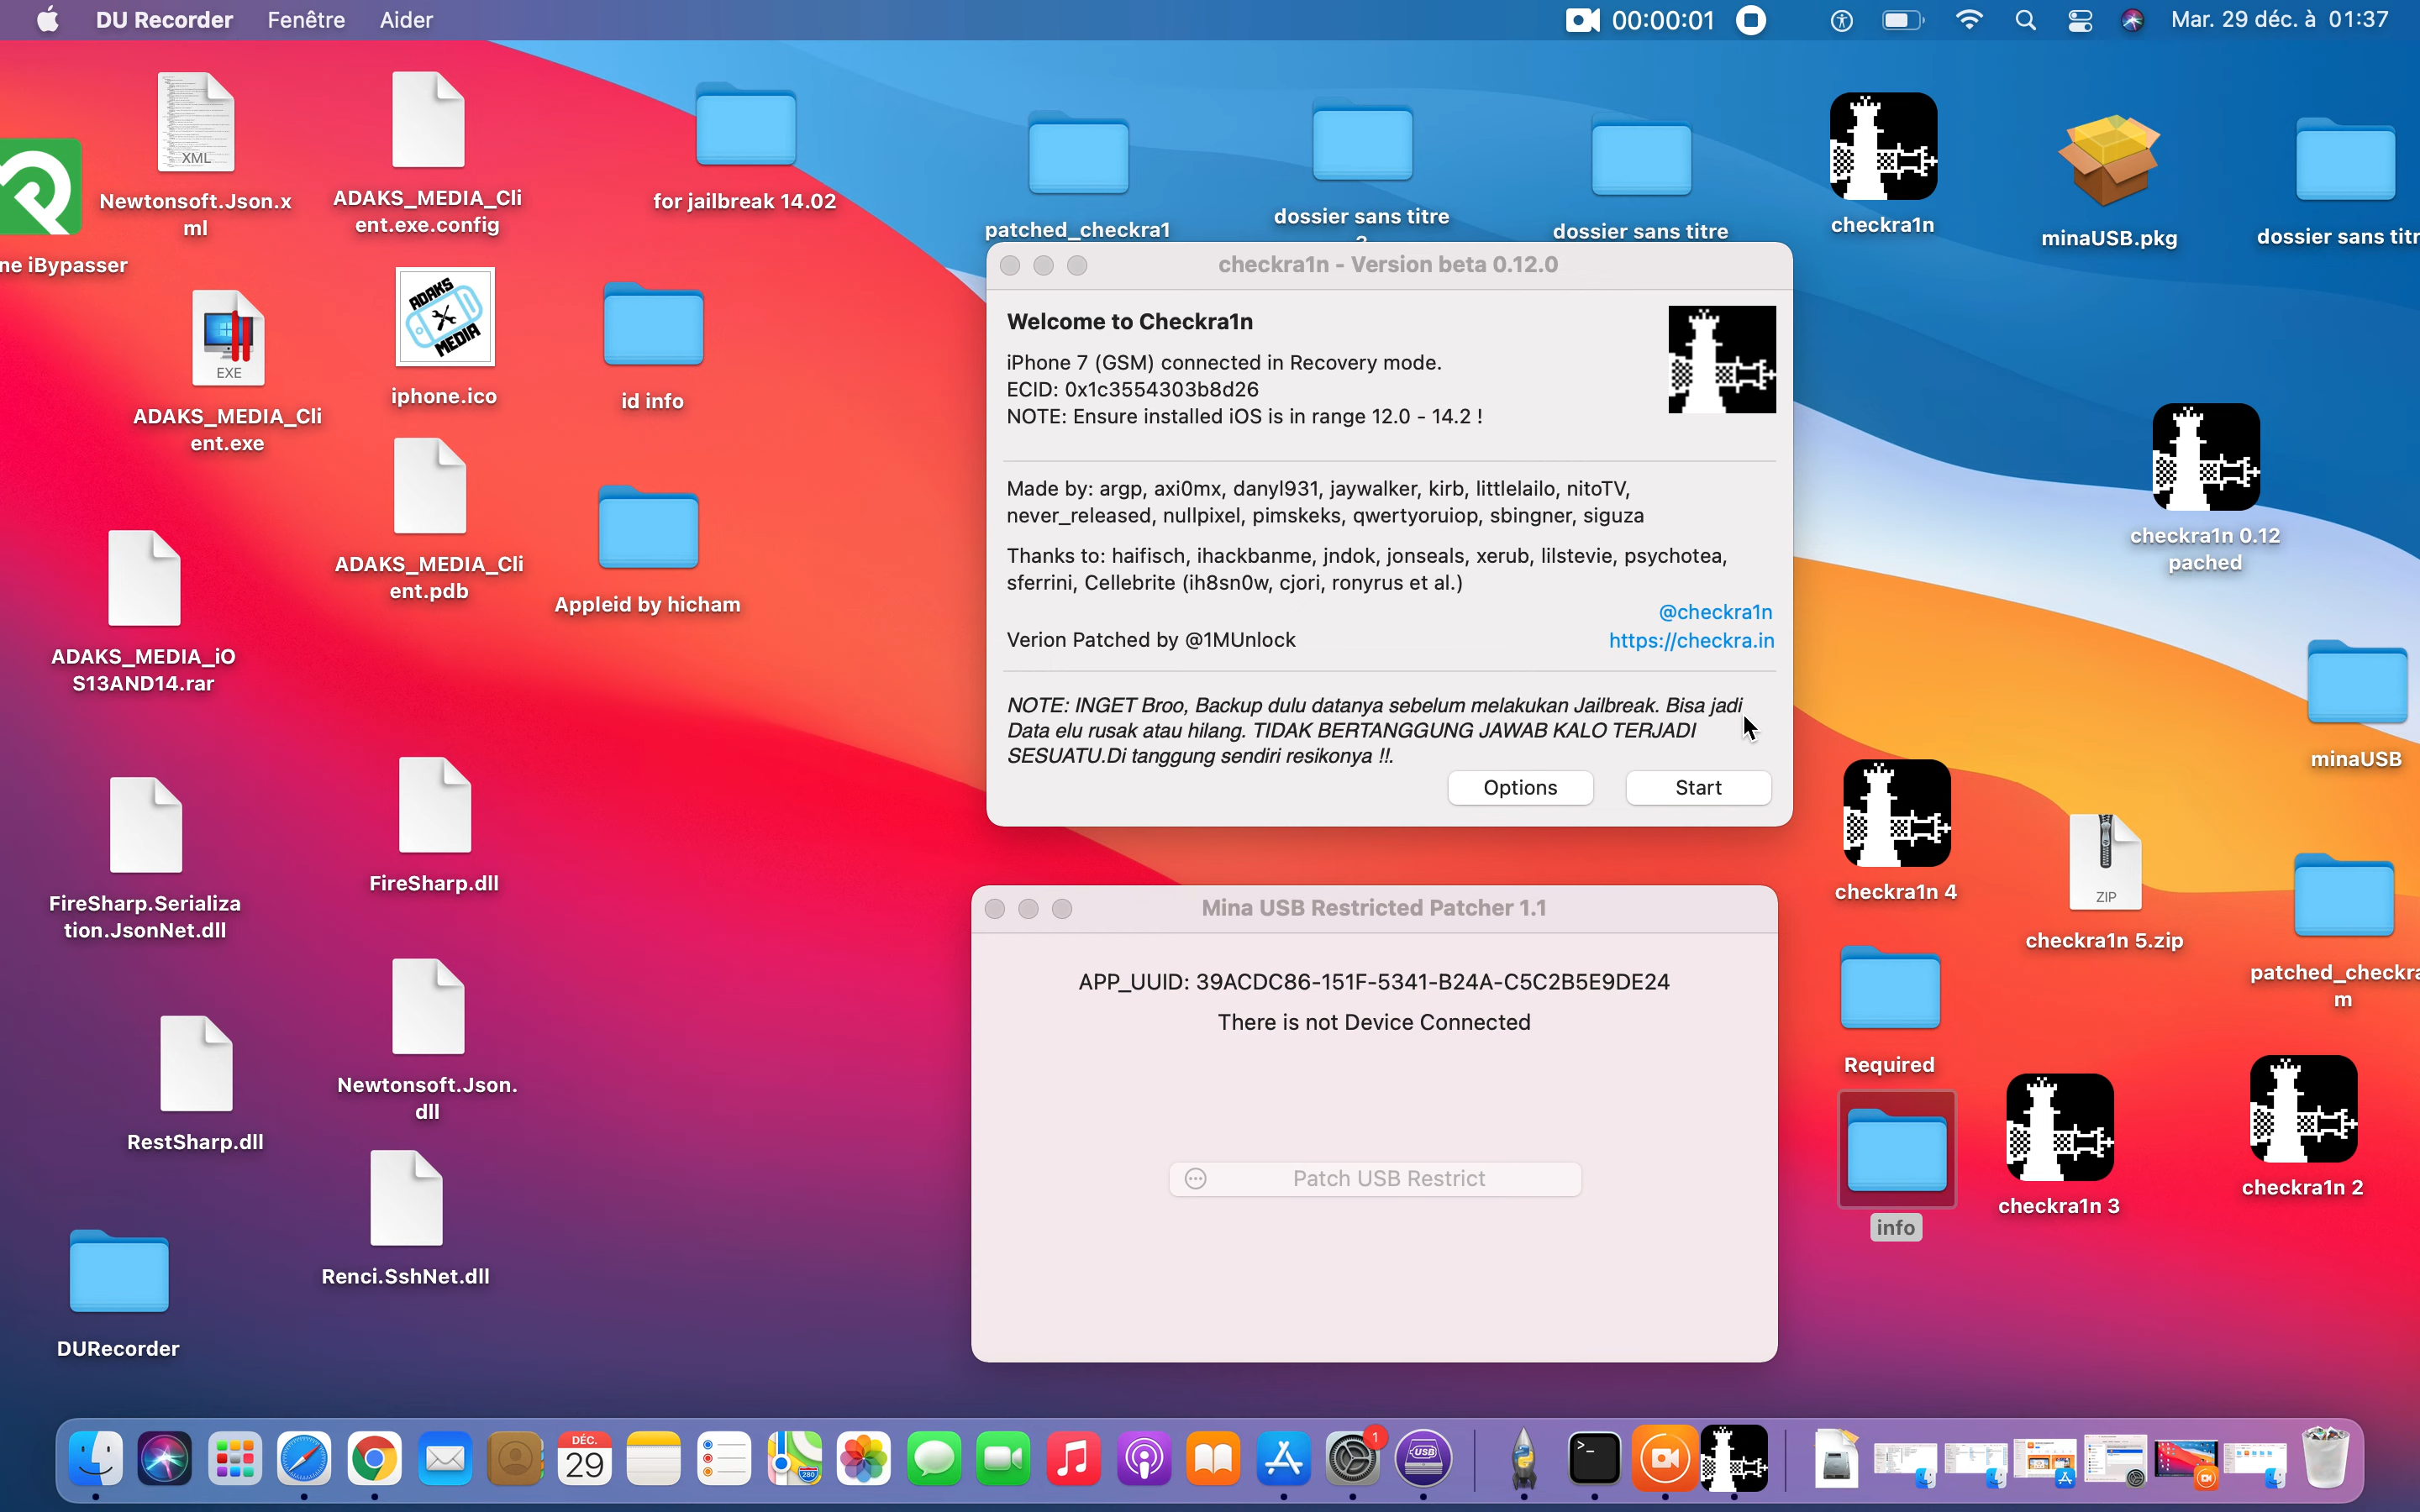 DU Recorder Fenêtre Aider 00:00:01 Mar. 29 déc. à 01:37
XML
Newtonsoft.Json.x
ml
ADAKS_MEDIA_Cli
ent.exe.config
for jailbreak 14.02
patched_checkra1
dossier sans titre
dossier sans titre
checkra1n
minaUSB.pkg
dossier sans titr
ne iBypasser
EXE
ADAKS_MEDIA_Cli
ent.exe
ADAKS
MEDIA
iphone.ico
id info
ADAKS_MEDIA_Cli
ent.pdb
Appleid by hicham
ADAKS_MEDIA_iO
S13AND14.rar
FireSharp.Serializa
tion.JsonNet.dll
FireSharp.dll
Newtonsoft.Json.
dll
RestSharp.dll
Renci.SshNet.dll
DURecorder
checkra1n - Version beta 0.12.0
Welcome to Checkra1n
iPhone 7 (GSM) connected in Recovery mode.
ECID: 0x1c3554303b8d26
NOTE: Ensure installed iOS is in range 12.0 - 14.2 !
Made by: argp, axi0mx, danyl931, jaywalker, kirb, littlelailo, nitoTV,
never_released, nullpixel, pimskeks, qwertyoruiop, sbingner, siguza
Thanks to: haifisch, ihackbanme, jndok, jonseals, xerub, lilstevie, psychotea,
sferrini, Cellebrite (ih8sn0w, cjori, ronyrus et al.)
@checkra1n
Verion Patched by @1MUnlock https://checkra.in
NOTE: INGET Broo, Backup dulu datanya sebelum melakukan Jailbreak. Bisa jadi
Data elu rusak atau hilang. TIDAK BERTANGGUNG JAWAB KALO TERJADI
SESUATU.Di tanggung sendiri resikonya !!.
Options Start
Mina USB Restricted Patcher 1.1
APP_UUID: 39ACDC86-151F-5341-B24A-C5C2B5E9DE24
There is not Device Connected
Patch USB Restrict
checkra1n 0.12
pached
minaUSB
checkra1n 4
ZIP
checkra1n 5.zip
patched_checkra
m
Required
info
checkra1n 3
checkra1n 2
DÉC.
29
280
1
USB